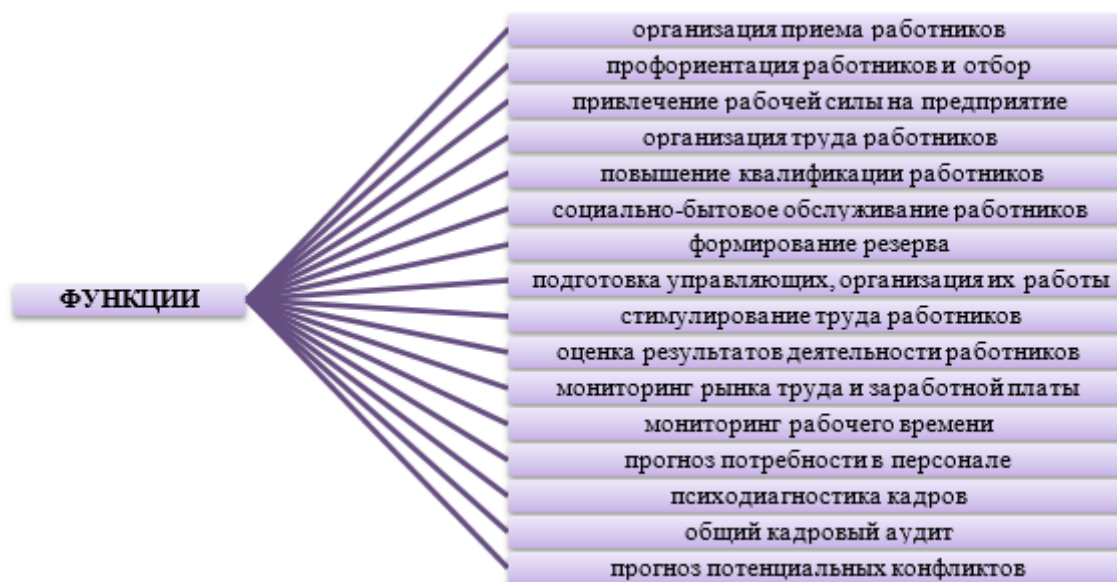 ФУНКЦИИ
организация приема работников
профориентация работников и отбор
привлечение рабочей силы на предприятие
организация труда работников
повышение квалификации работников
социально-бытовое обслуживание работников
формирование резерва
подготовка управляющих, организация их работы
стимулирование труда работников
оценка результатов деятельности работников
мониторинг рынка труда и заработной платы
мониторинг рабочего времени
прогноз потребности в персонале
психодиагностика кадров
общий кадровый аудит
прогноз потенциальных конфликтов